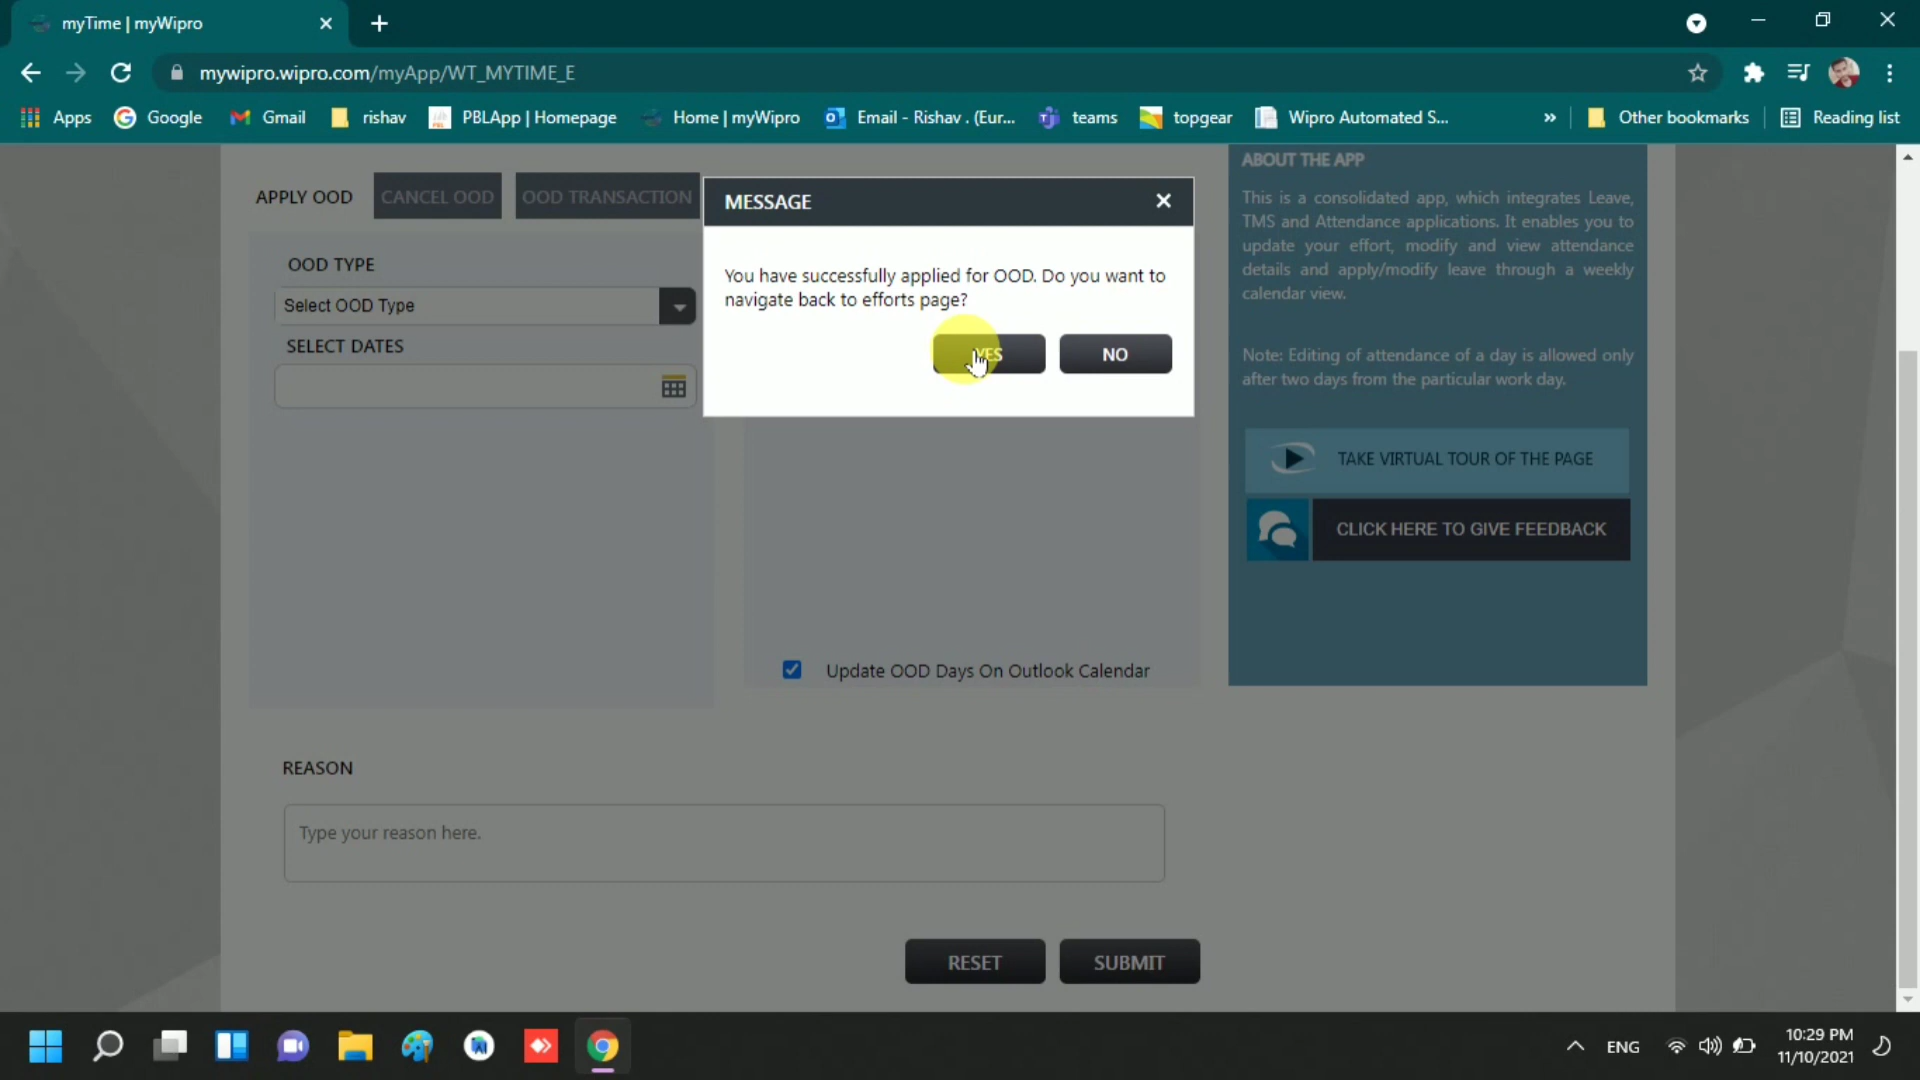 myTime | myWipro
mywipro.wipro.com/myApp/WT_MYTIME_E
Apps Google Gmail rishav PBLApp | Homepage Home | myWipro Email - Rishav . (Eur... teams topgear Wipro Automated S... » Other bookmarks Reading list
APPLY OOD CANCEL OOD OOD TRANSACTION
OOD TYPE
Select OOD Type
SELECT DATES
MESSAGE
You have successfully applied for OOD. Do you want to
navigate back to efforts page?
YES NO
Update OOD Days On Outlook Calendar
REASON
Type your reason here.
RESET SUBMIT
ABOUT THE APP
This is a consolidated app, which integrates Leave,
TMS and Attendance applications. It enables you to
update your effort, modify and view attendance
details and apply/modify leave through a weekly
calendar view.
Note: Editing of attendance of a day is allowed only
after two days from the particular work day.
TAKE VIRTUAL TOUR OF THE PAGE
CLICK HERE TO GIVE FEEDBACK
ENG
10:29 PM
11/10/2021